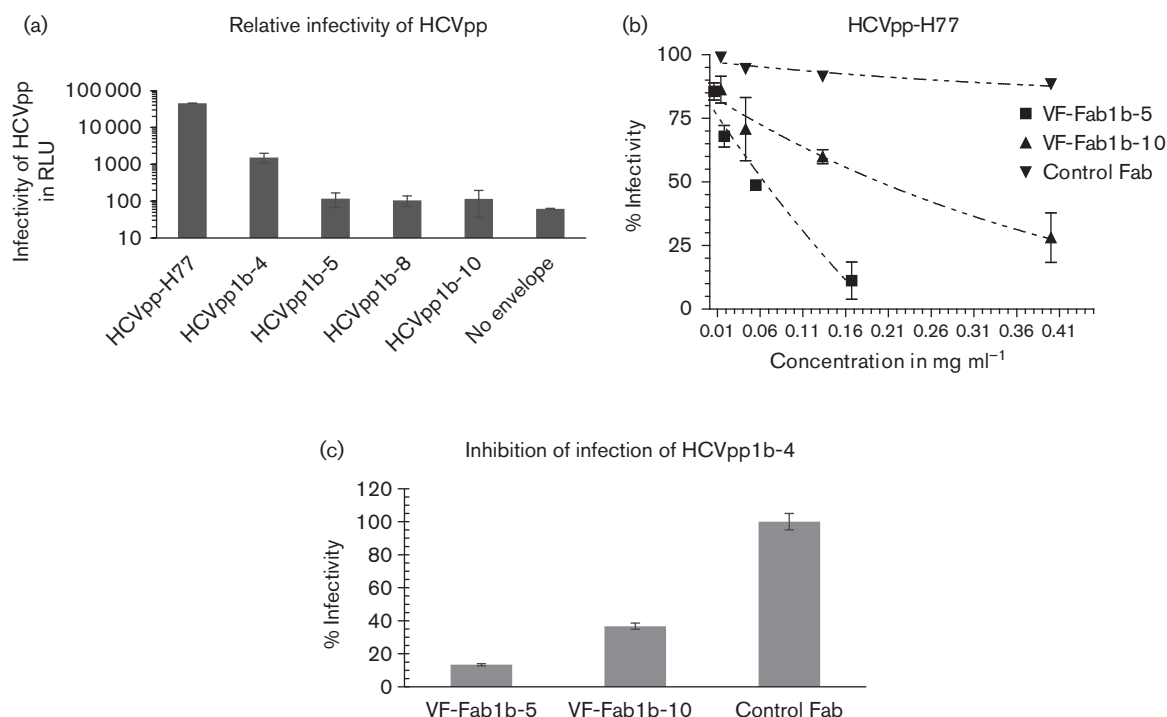 (a) Relative infectivity of HCVpp
Infectivity of HCVpp
in RLU
100 000
10 000
1000
100
10
HCVpp-H77
HCVpp1b-4
HCVpp1b-5
HCVpp1b-8
HCVpp1b-10
No envelope
(b) HCVpp-H77
% Infectivity
100
75
50
25
0
0.01 0.06 0.11 0.16 0.21 0.26 0.31 0.36 0.41
Concentration in mg ml⁻¹
VF-Fab1b-5
VF-Fab1b-10
Control Fab
(c) Inhibition of infection of HCVpp1b-4
% Infectivity
120
100
80
60
40
20
0
VF-Fab1b-5 VF-Fab1b-10 Control Fab